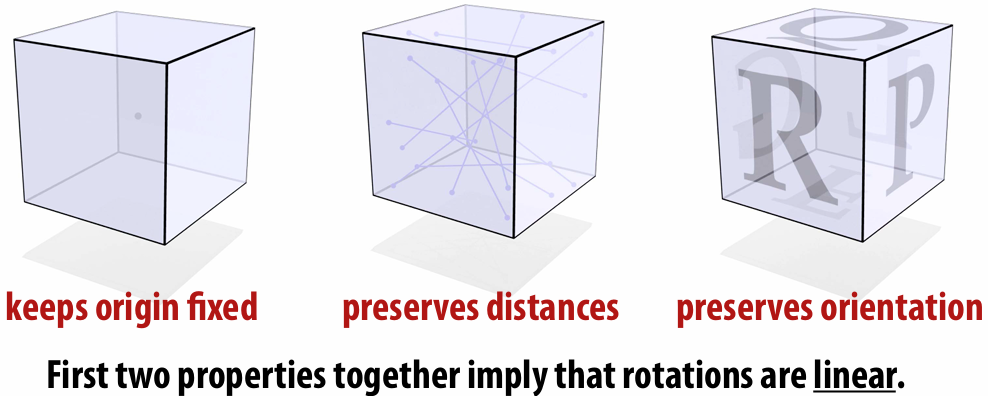 Q
R
P
E
keeps origin fixed
preserves distances
preserves orientation
First two properties together imply that rotations are linear.